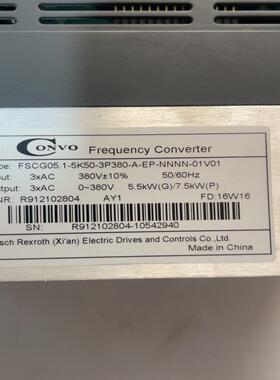 CONVO Frequency Converter
pe: FSCG05.1-5K50-3P380-A-EP-NNNN-01V01
out: 3xAC 380V±10% 50/60Hz
utput: 3xAC 0~380V 5.5kW(G)/7.5kW(P)
NR: R912102804 AY1 FD:16W16
SN: R912102804-10542940
sch Rexroth (Xi'an) Electric Drives and Controls Co., Ltd.
Made in China